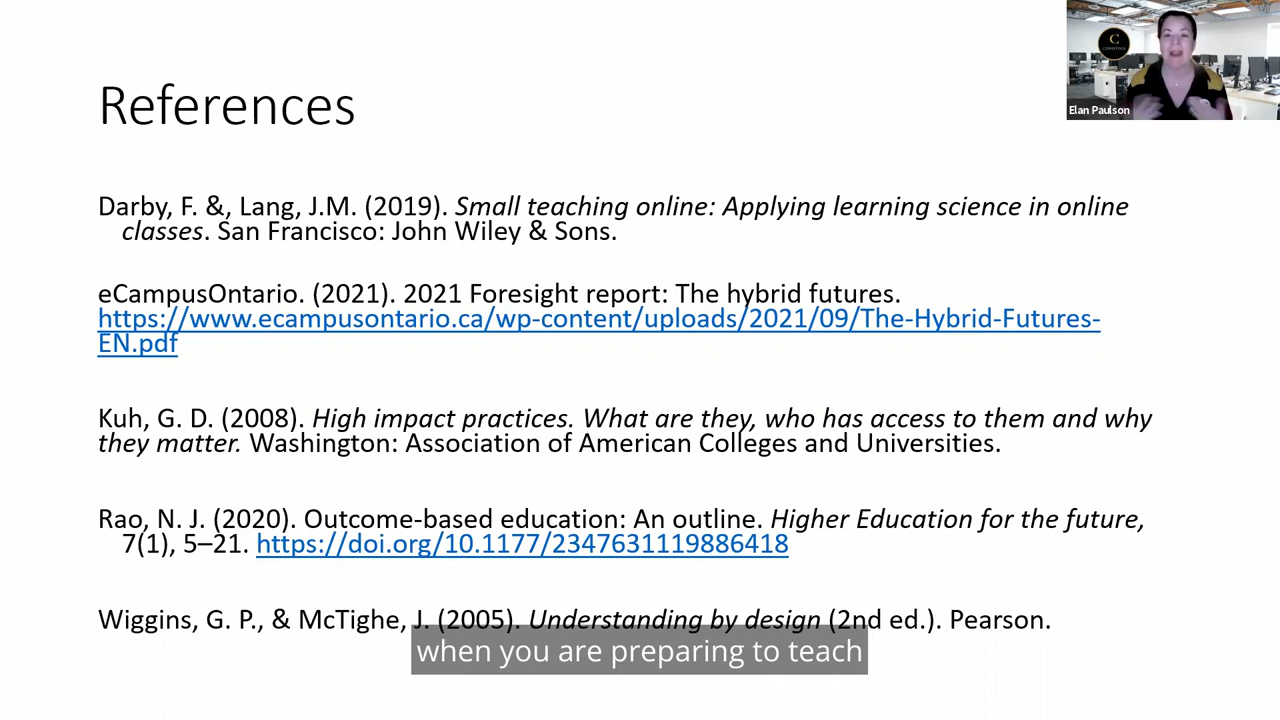 References
Elan Paulson
Darby, F. &, Lang, J.M. (2019). Small teaching online: Applying learning science in online
classes. San Francisco: John Wiley & Sons.
eCampusOntario. (2021). 2021 Foresight report: The hybrid futures.
https://www.ecampusontario.ca/wp-content/uploads/2021/09/The-Hybrid-Futures-
EN.pdf
Kuh, G. D. (2008). High impact practices. What are they, who has access to them and why
they matter. Washington: Association of American Colleges and Universities.
Rao, N. J. (2020). Outcome-based education: An outline. Higher Education for the future,
7(1), 5–21. https://doi.org/10.1177/2347631119886418
Wiggins, G. P., & McTighe, J. (2005). Understanding by design (2nd ed.). Pearson.
when you are preparing to teach